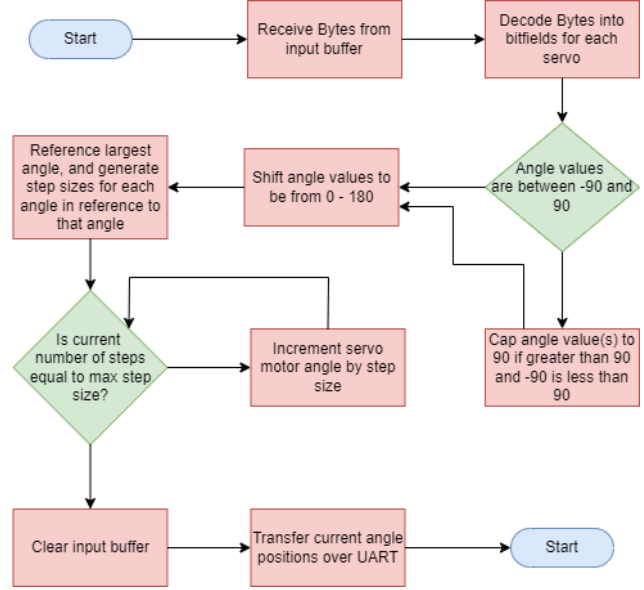 Start
Receive Bytes from
input buffer
Decode Bytes into
bitfields for each
servo
Angle values
are between -90 and
90
Shift angle values to
be from 0 - 180
Reference largest
angle, and generate
step sizes for each
angle in reference to
that angle
Cap angle value(s) to
90 if greater than 90
and -90 is less than
90
Is current
number of steps
equal to max step
size?
Increment servo
motor angle by step
size
Clear input buffer
Transfer current angle
positions over UART
Start